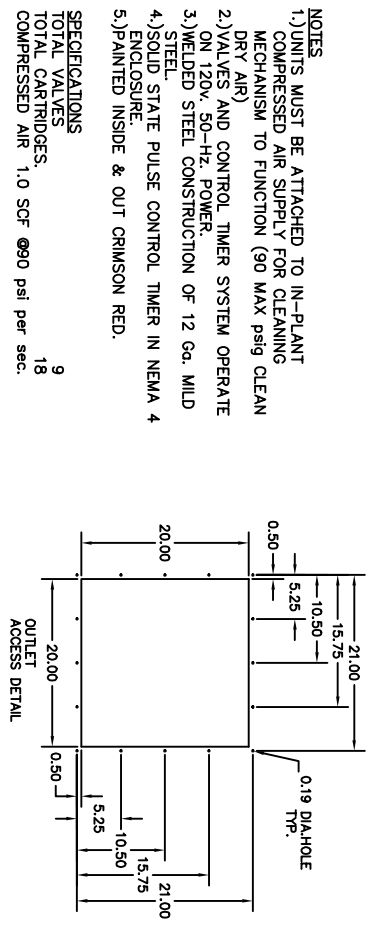 NOTES
1.)UNITS MUST BE ATTACHED TO IN-PLANT
COMPRESSED AIR SUPPLY FOR CLEANING
MECHANISM TO FUNCTION (90 MAX psig CLEAN
DRY AIR)
2.)VALVES AND CONTROL TIMER SYSTEM OPERATE
ON 120v. 50-Hz. POWER.
3.)WELDED STEEL CONSTRUCTION OF 12 Ga. MILD
STEEL.
4.)SOLID STATE PULSE CONTROL TIMER IN NEMA 4
ENCLOSURE.
5.)PAINTED INSIDE & OUT CRIMSON RED.
SPECIFICATIONS
TOTAL VALVES 9
TOTAL CARTRIDGES. 18
COMPRESSED AIR 1.0 SCF @90 psi per sec.
21.00
15.75
10.50
5.25
0.50
20.00
0.19 DIA.HOLE
TYP.
21.00
15.75
10.50
5.25
0.50
20.00
OUTLET
ACCESS DETAIL